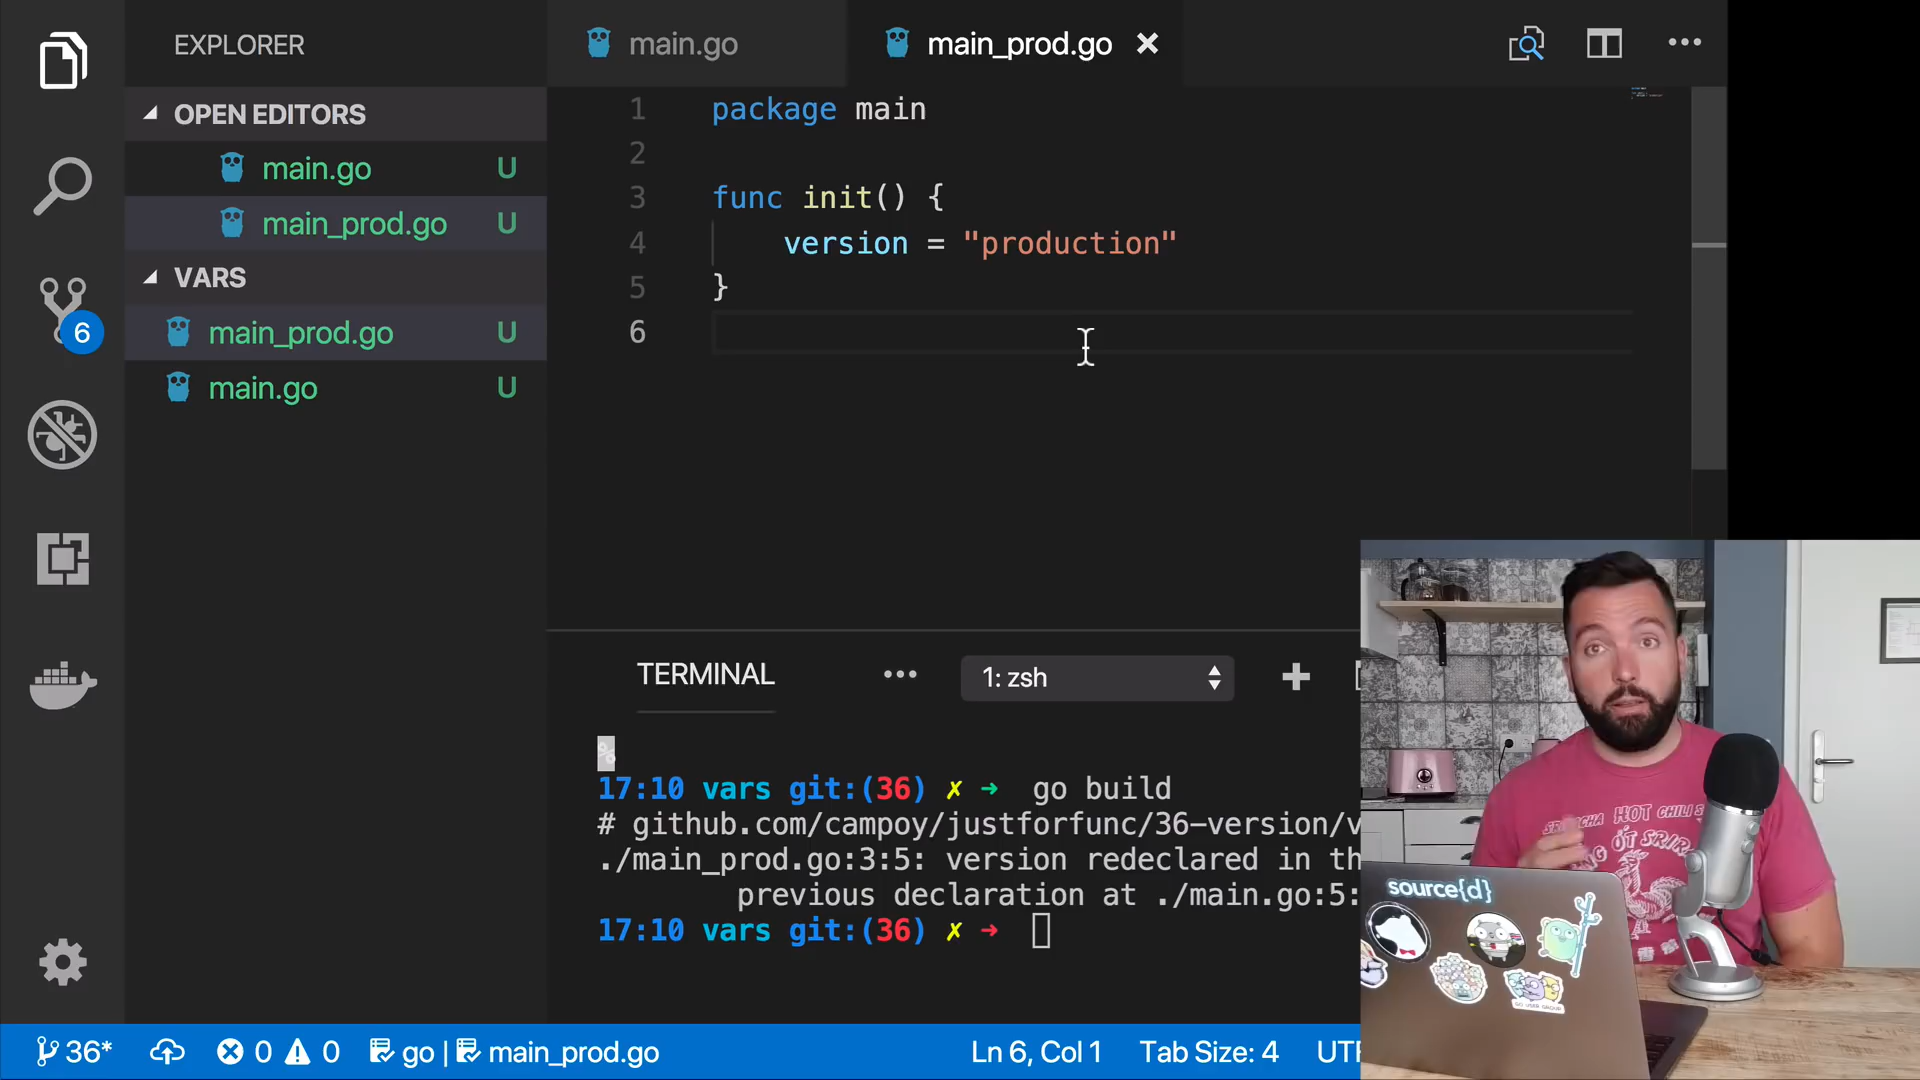 EXPLORER
OPEN EDITORS
main.go U
main_prod.go U
VARS
main_prod.go U
main.go U
6
main.go
main_prod.go
1 package main
2
3 func init() {
4 version = "production"
5 }
6
TERMINAL
1: zsh
%
17:10 vars git:(36) ✗ ➜ go build
# github.com/campoy/justforfunc/36-version/v
./main_prod.go:3:5: version redeclared in th
previous declaration at ./main.go:5:
17:10 vars git:(36) ✗ ➜
36*
0 0
go | main_prod.go
Ln 6, Col 1 Tab Size: 4 UTF
HOT CHILI S
source{d}